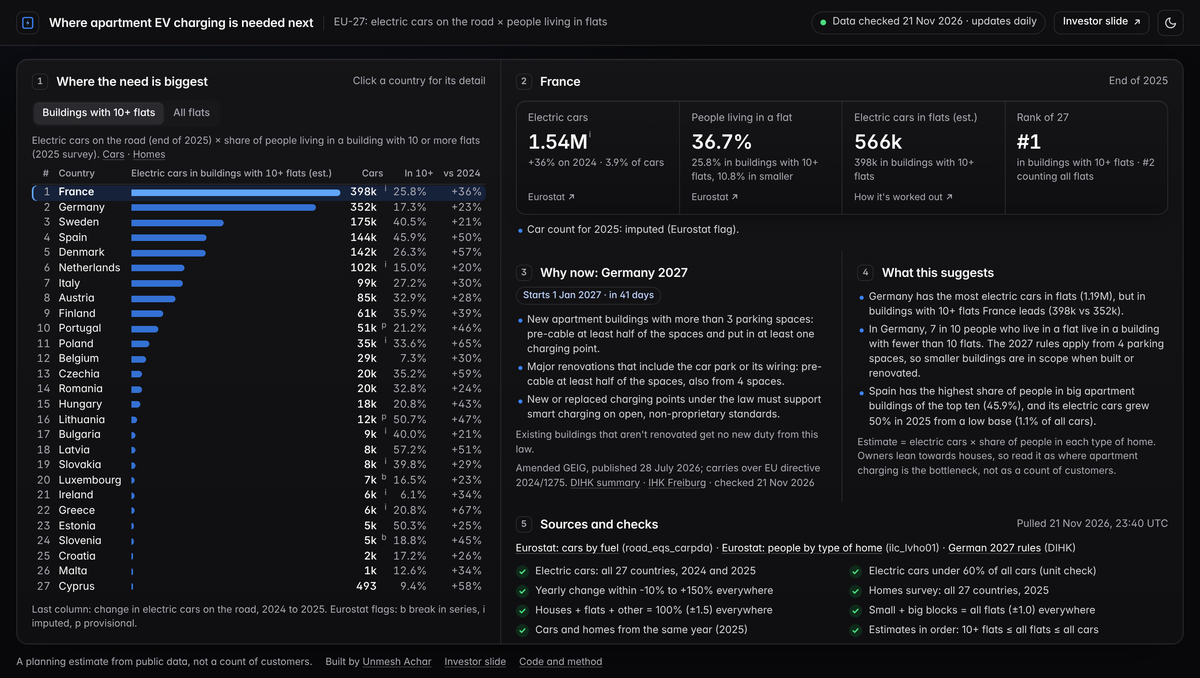 Where apartment EV charging is needed next
EU-27: electric cars on the road × people living in flats
Data checked 21 Nov 2026 · updates daily
Investor slide ↗
1 Where the need is biggest
Click a country for its detail
Buildings with 10+ flats
All flats
Electric cars on the road (end of 2025) × share of people living in a building with 10 or more flats
(2025 survey). Cars · Homes
# Country Electric cars in buildings with 10+ flats (est.) Cars In 10+ vs 2024
1 France 398k i 25.8% +36%
2 Germany 352k 17.3% +23%
3 Sweden 175k 40.5% +21%
4 Spain 144k 45.9% +50%
5 Denmark 142k 26.3% +57%
6 Netherlands 102k i 15.0% +20%
7 Italy 99k 27.2% +30%
8 Austria 85k 32.9% +28%
9 Finland 61k 35.9% +39%
10 Portugal 51k p 21.2% +46%
11 Poland 35k i 33.6% +65%
12 Belgium 29k 7.3% +30%
13 Czechia 20k 35.2% +59%
14 Romania 20k 32.8% +24%
15 Hungary 18k 20.8% +43%
16 Lithuania 12k p 50.7% +47%
17 Bulgaria 9k i 40.0% +21%
18 Latvia 8k 57.2% +51%
19 Slovakia 8k i 39.8% +29%
20 Luxembourg 7k b 16.5% +23%
21 Ireland 6k i 6.1% +34%
22 Greece 6k i 20.8% +67%
23 Estonia 5k 50.3% +25%
24 Slovenia 5k b 18.8% +45%
25 Croatia 2k 17.2% +26%
26 Malta 1k 12.6% +34%
27 Cyprus 493 9.4% +58%
Last column: change in electric cars on the road, 2024 to 2025. Eurostat flags: b break in series, i
imputed, p provisional.
2 France
End of 2025
Electric cars
1.54M i
+36% on 2024 · 3.9% of cars
Eurostat ↗
People living in a flat
36.7%
25.8% in buildings with 10+
flats, 10.8% in smaller
Eurostat ↗
Electric cars in flats (est.)
566k
398k in buildings with 10+
flats
How it's worked out ↗
Rank of 27
#1
in buildings with 10+ flats · #2
counting all flats
• Car count for 2025: imputed (Eurostat flag).
3 Why now: Germany 2027
Starts 1 Jan 2027 · in 41 days
• New apartment buildings with more than 3 parking spaces:
pre-cable at least half of the spaces and put in at least one
charging point.
• Major renovations that include the car park or its wiring: pre-
cable at least half of the spaces, also from 4 spaces.
• New or replaced charging points under the law must support
smart charging on open, non-proprietary standards.
Existing buildings that aren't renovated get no new duty from this
law.
Amended GEIG, published 28 July 2026; carries over EU directive
2024/1275. DIHK summary · IHK Freiburg · checked 21 Nov 2026
4 What this suggests
• Germany has the most electric cars in flats (1.19M), but in
buildings with 10+ flats France leads (398k vs 352k).
• In Germany, 7 in 10 people who live in a flat live in a building
with fewer than 10 flats. The 2027 rules apply from 4 parking
spaces, so smaller buildings are in scope when built or
renovated.
• Spain has the highest share of people in big apartment
buildings of the top ten (45.9%), and its electric cars grew
50% in 2025 from a low base (1.1% of all cars).
Estimate = electric cars × share of people in each type of home.
Owners lean towards houses, so read it as where apartment
charging is the bottleneck, not as a count of customers.
5 Sources and checks
Pulled 21 Nov 2026, 23:40 UTC
Eurostat: cars by fuel (road_eqs_carpda) · Eurostat: people by type of home (ilc_lvho01) · German 2027 rules (DIHK)
Electric cars: all 27 countries, 2024 and 2025
Electric cars under 60% of all cars (unit check)
Yearly change within -10% to +150% everywhere
Homes survey: all 27 countries, 2025
Houses + flats + other = 100% (±1.5) everywhere
Small + big blocks = all flats (±1.0) everywhere
Cars and homes from the same year (2025)
Estimates in order: 10+ flats ≤ all flats ≤ all cars
A planning estimate from public data, not a count of customers.
Built by Unmesh Achar
Investor slide
Code and method